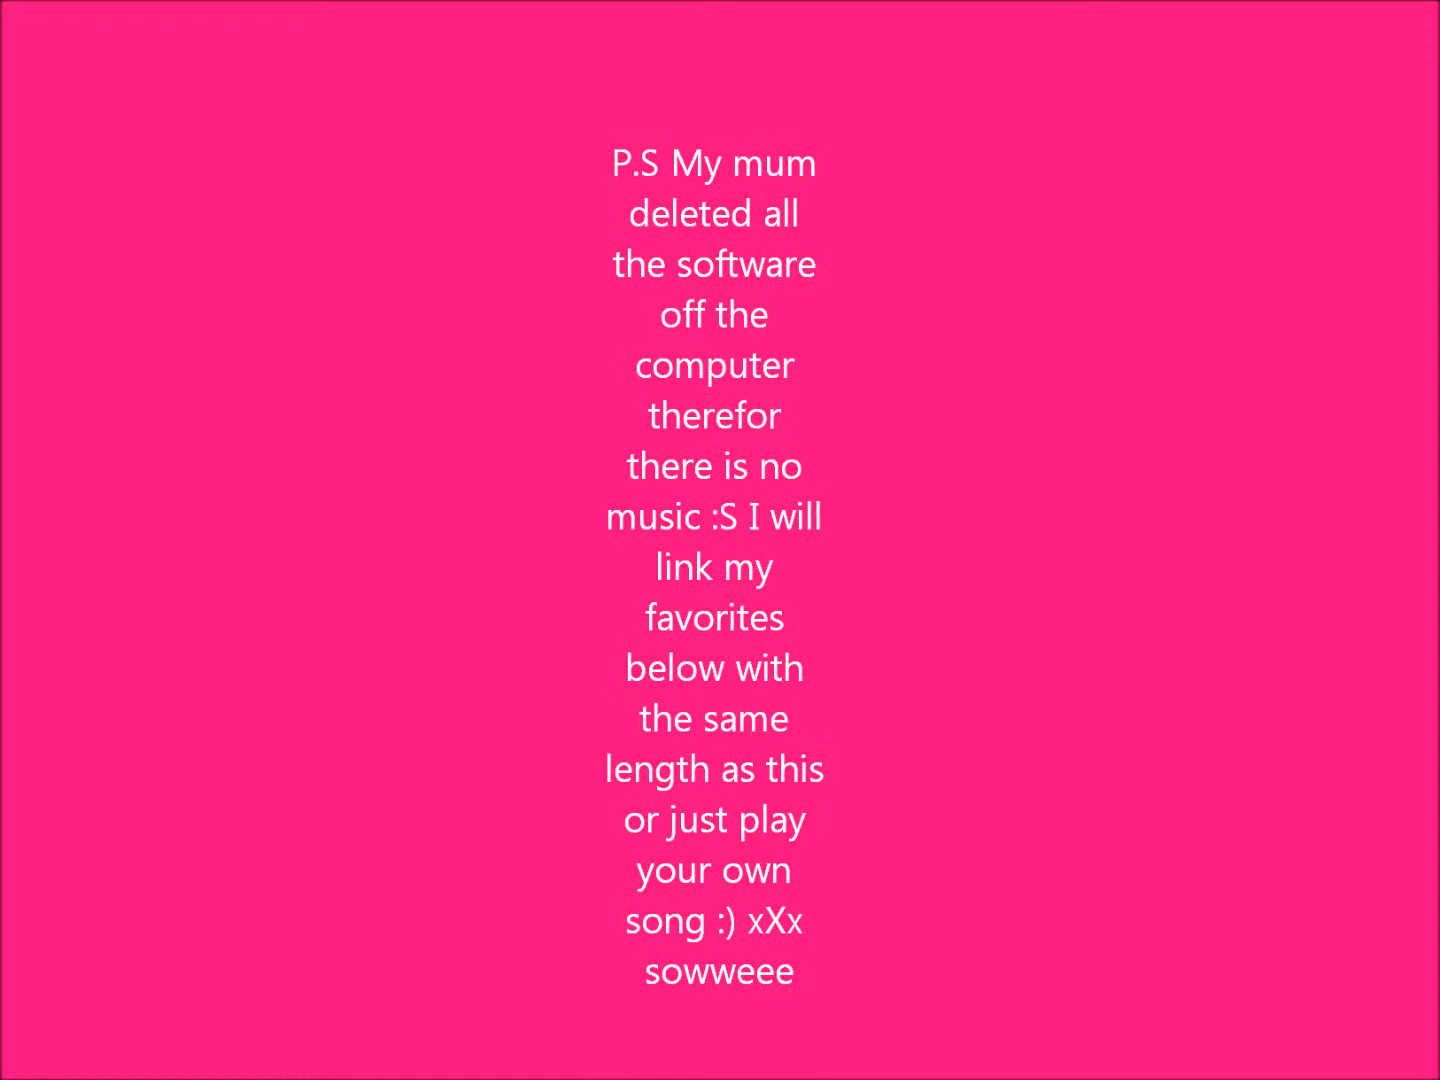 P.S My mum
deleted all
the software
off the
computer
therefor
there is no
music :S I will
link my
favorites
below with
the same
length as this
or just play
your own
song :) xXx
sowweee